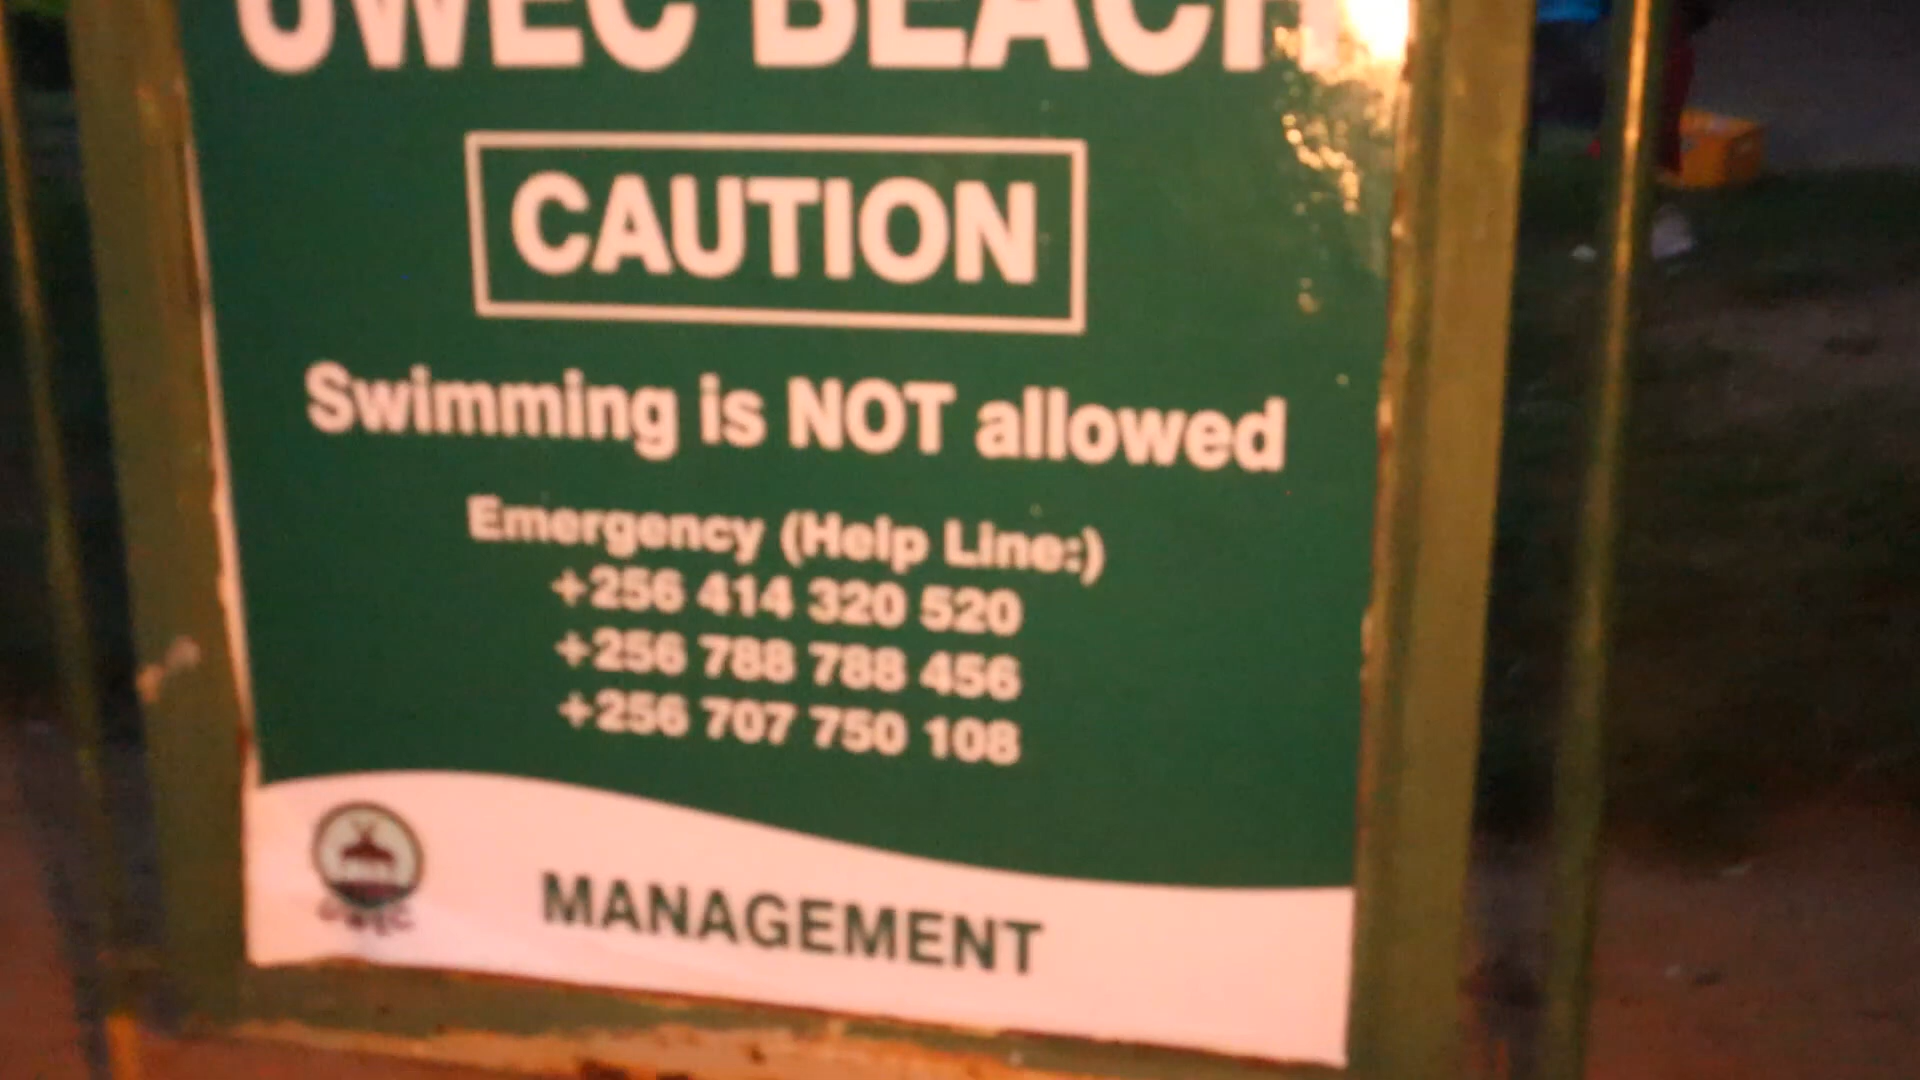 UWEC BEACH
CAUTION
Swimming is NOT allowed
Emergency (Help Line:)
+256 414 320 520
+256 788 788 456
+256 707 750 108
UWEC
MANAGEMENT